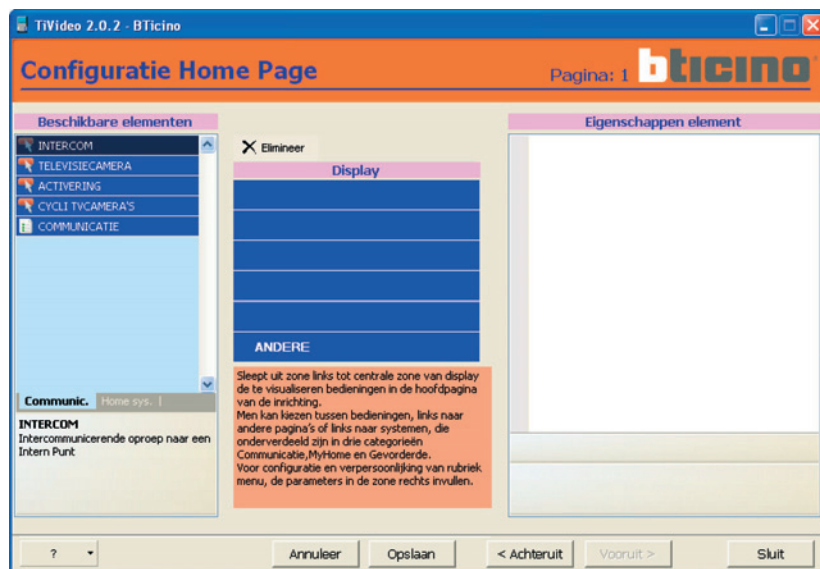 TiVideo 2.0.2 - BTicino
Configuratie Home Page
Pagina: 1
bticino
Beschikbare elementen
INTERCOM
TELEVISIECAMERA
ACTIVERING
CYCLI TVCAMERA'S
COMMUNICATIE
Communic.
Home sys.
INTERCOM
Intercommunicerende oproep naar een
Intern Punt
Elimineer
Display
ANDERE
Sleept uit zone links tot centrale zone van display
de te visualiseren bedieningen in de hoofdpagina
van de inrichting.
Men kan kiezen tussen bedieningen, links naar
andere pagina's of links naar systemen, die
onderverdeeld zijn in drie categorieën
Communicatie,MyHome en Gevorderde.
Voor configuratie en verpersoonlijking van rubriek
menu, de parameters in de zone rechts invullen.
Eigenschappen element
?
Annuleer
Opslaan
< Achteruit
Vooruit >
Sluit